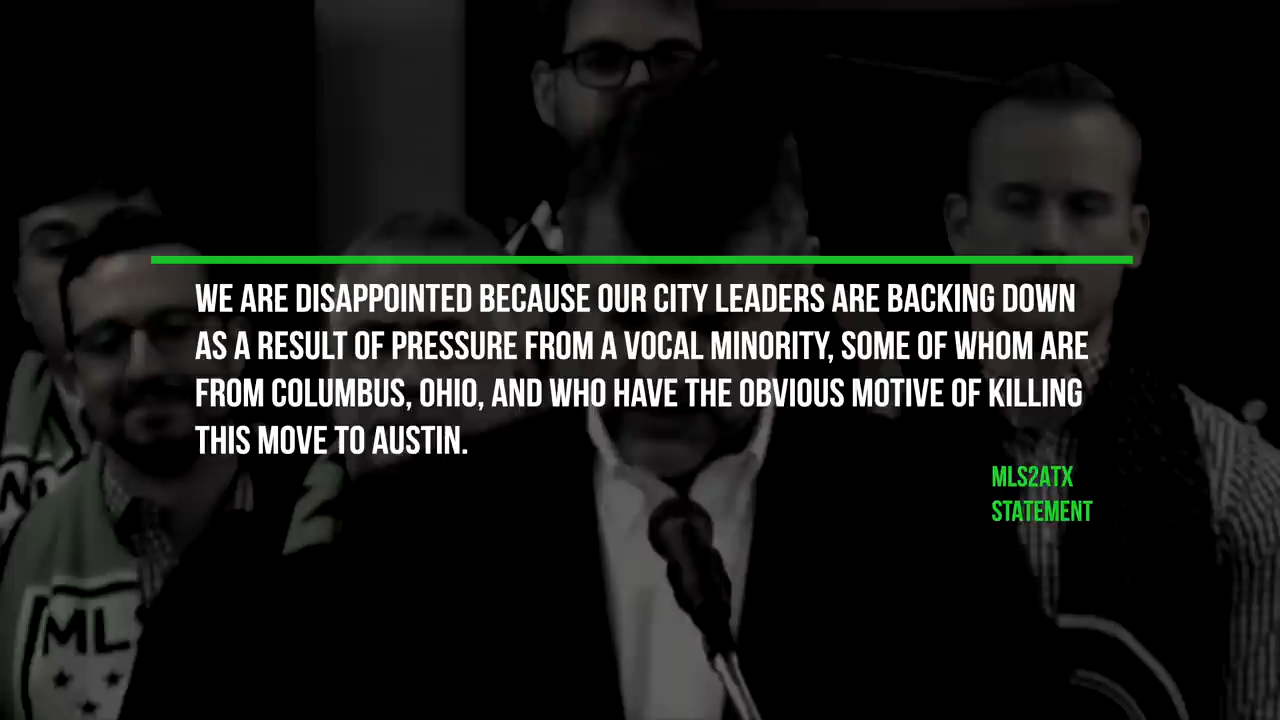 WE ARE DISAPPOINTED BECAUSE OUR CITY LEADERS ARE BACKING DOWN
AS A RESULT OF PRESSURE FROM A VOCAL MINORITY, SOME OF WHOM ARE
FROM COLUMBUS, OHIO, AND WHO HAVE THE OBVIOUS MOTIVE OF KILLING
THIS MOVE TO AUSTIN.
MLS2ATX
STATEMENT
MLS